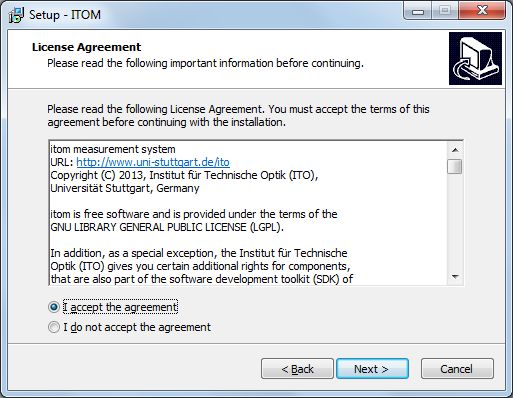 Setup - ITOM
License Agreement
Please read the following important information before continuing.
Please read the following License Agreement. You must accept the terms of this
agreement before continuing with the installation.
itom measurement system
URL: http://www.uni-stuttgart.de/ito
Copyright (C) 2013, Institut für Technische Optik (ITO),
Universität Stuttgart, Germany
itom is free software and is provided under the terms of the
GNU LIBRARY GENERAL PUBLIC LICENSE (LGPL).
In addition, as a special exception, the Institut für Technische
Optik (ITO) gives you certain additional rights for components,
that are also part of the software development toolkit (SDK) of
I accept the agreement
I do not accept the agreement
< Back
Next >
Cancel